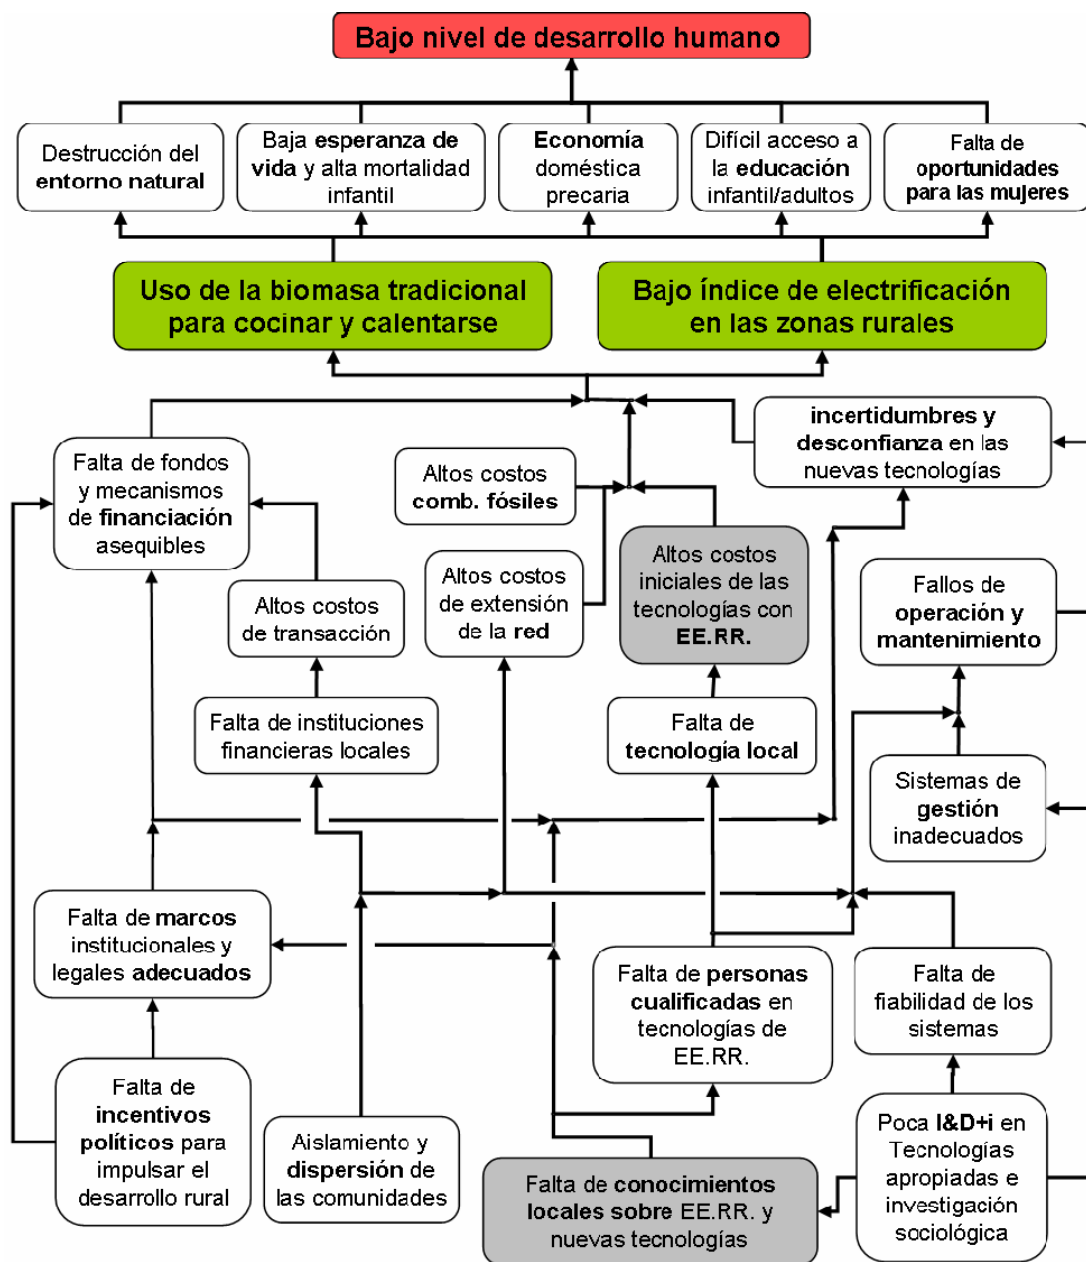 Bajo nivel de desarrollo humano
Destrucción del
entorno natural
Baja esperanza de
vida y alta mortalidad
infantil
Economía
doméstica
precaria
Difícil acceso a
la educación
infantil/adultos
Falta de
oportunidades
para las mujeres
Uso de la biomasa tradicional
para cocinar y calentarse
Bajo índice de electrificación
en las zonas rurales
Falta de fondos
y mecanismos
de financiación
asequibles
Altos costos
comb. fósiles
incertidumbres y
desconfianza en las
nuevas tecnologías
Altos costos
de transacción
Altos costos
de extensión
de la red
Altos costos
iniciales de las
tecnologías con
EE.RR.
Fallos de
operación y
mantenimiento
Falta de instituciones
financieras locales
Falta de
tecnología local
Sistemas de
gestión
inadecuados
Falta de marcos
institucionales y
legales adecuados
Falta de personas
cualificadas en
tecnologías de
EE.RR.
Falta de
fiabilidad de los
sistemas
Falta de
incentivos
políticos para
impulsar el
desarrollo rural
Aislamiento y
dispersión de
las comunidades
Falta de conocimientos
locales sobre EE.RR. y
nuevas tecnologías
Poca I&D+i en
Tecnologías
apropiadas e
investigación
sociológica